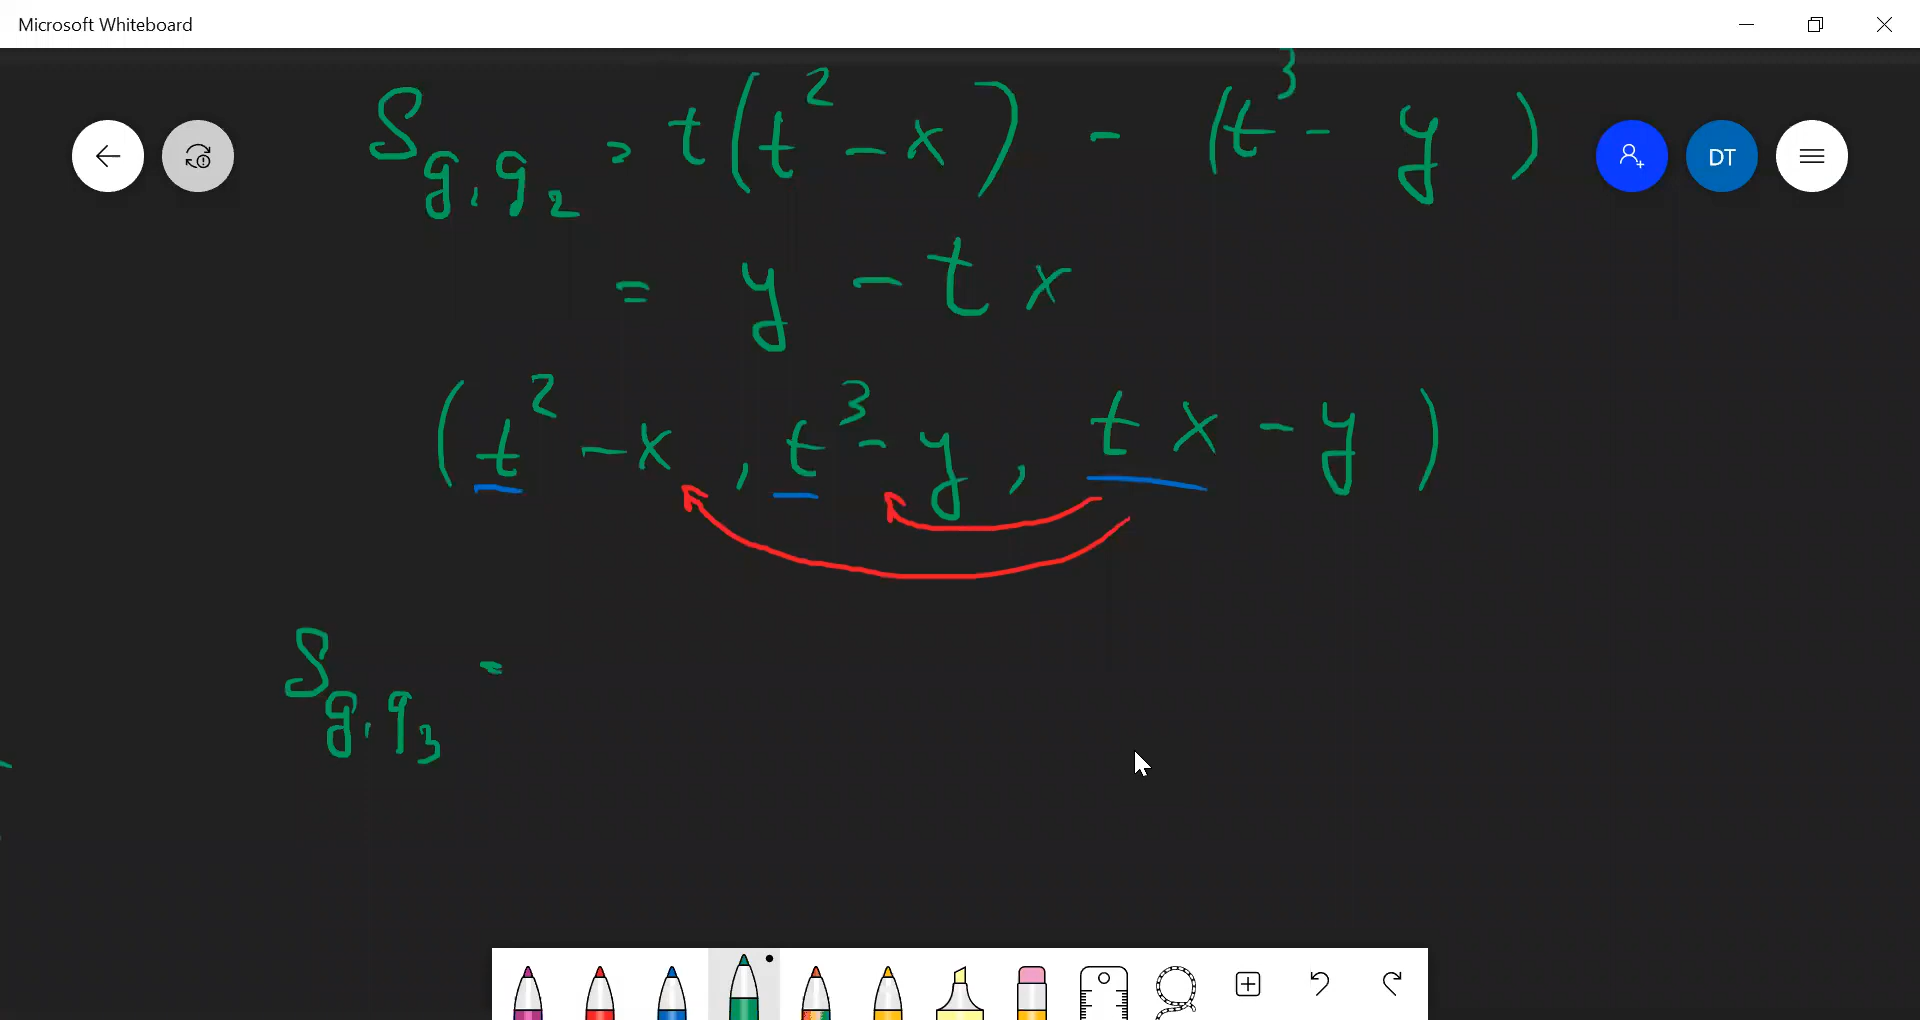 Microsoft Whiteboard
S_{g_1 g_2} = t(t^2 - x) - (t^3 - y)
= y - tx
(t^2 - x, t^3 - y, tx - y)
S_{g_1 g_3} =
DT